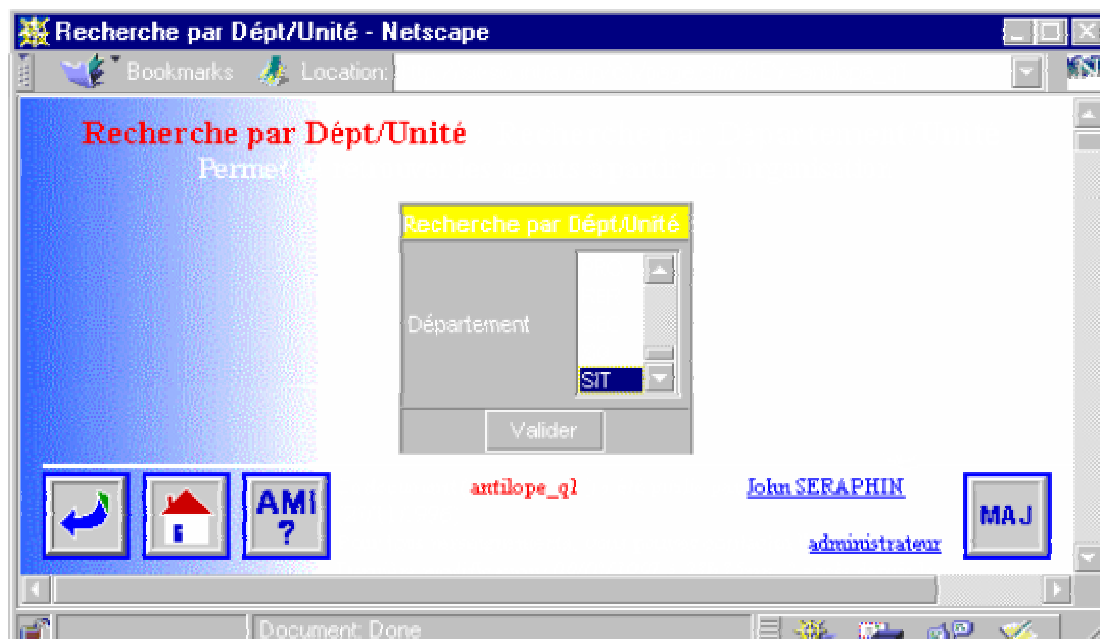 Recherche par Dépt/Unité - Netscape
Bookmarks Location:
Recherche par Dépt/Unité
Permet
Recherche par Dépt/Unité
Département
SIT
Valider
antilope_q1 John SERAPHIN
AMI ? MAJ
administrateur
Document: Done